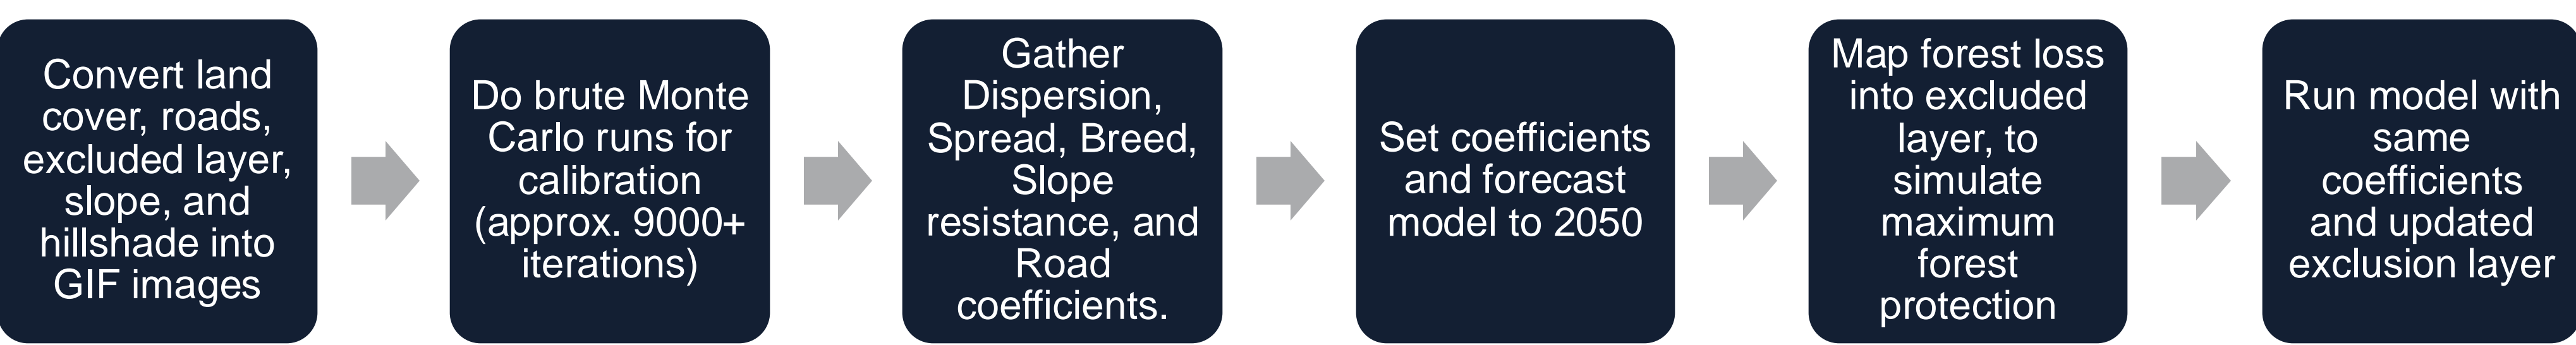 Convert land
cover, roads,
excluded layer,
slope, and
hillshade into
GIF images
Do brute Monte
Carlo runs for
calibration
(approx. 9000+
iterations)
Gather
Dispersion,
Spread, Breed,
Slope
resistance, and
Road
coefficients.
Set coefficients
and forecast
model to 2050
Map forest loss
into excluded
layer, to
simulate
maximum
forest
protection
Run model with
same
coefficients
and updated
exclusion layer